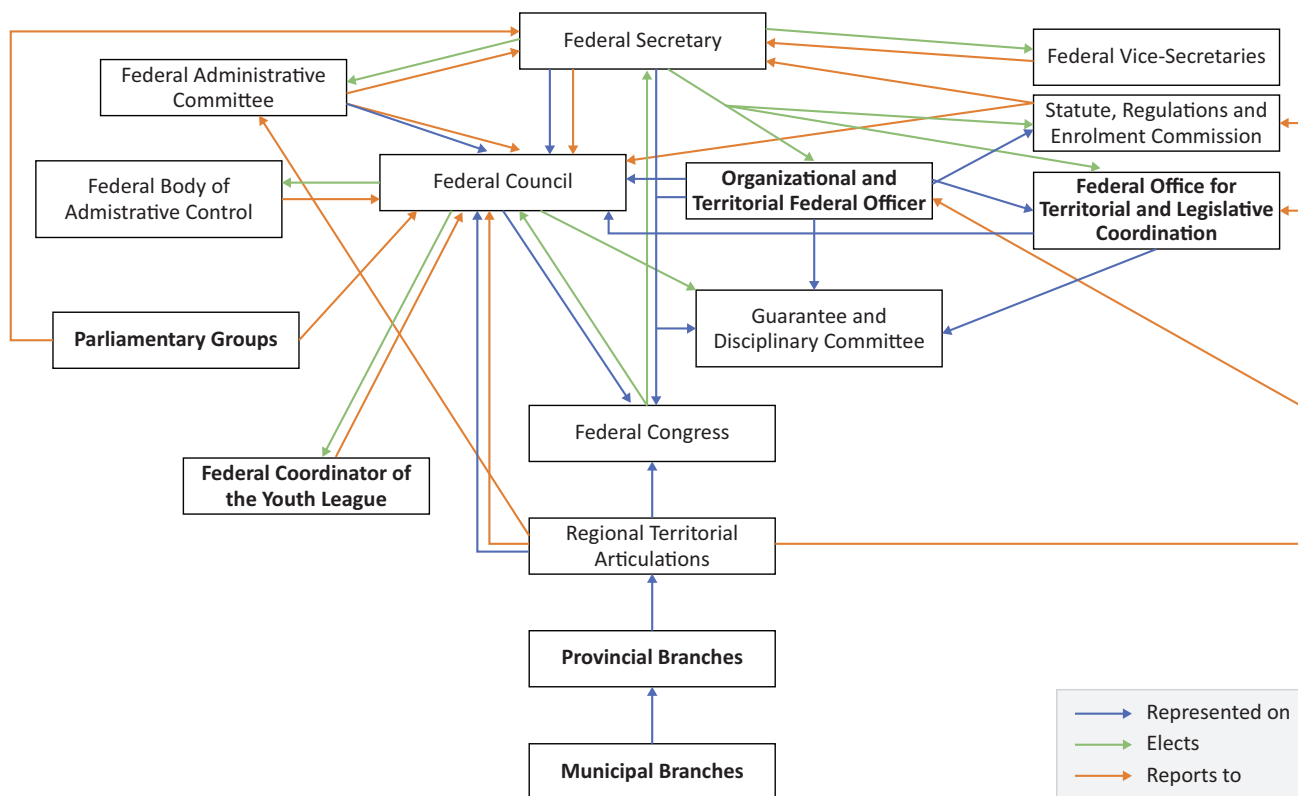 Federal Secretary
Federal Vice-Secretaries
Federal Administrative
Committee
Statute, Regulations and
Enrolment Commission
Federal Council
Organizational and
Territorial Federal Officer
Federal Body of
Admistrative Control
Federal Office for
Territorial and Legislative
Coordination
Parliamentary Groups
Guarantee and
Disciplinary Committee
Federal Congress
Federal Coordinator of
the Youth League
Regional Territorial
Articulations
Provincial Branches
Municipal Branches
Represented on
Elects
Reports to